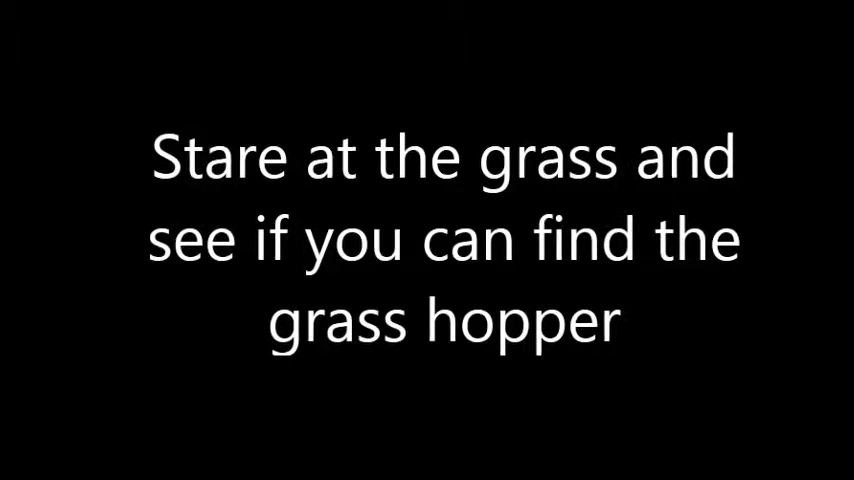 Stare at the grass and
see if you can find the
grass hopper